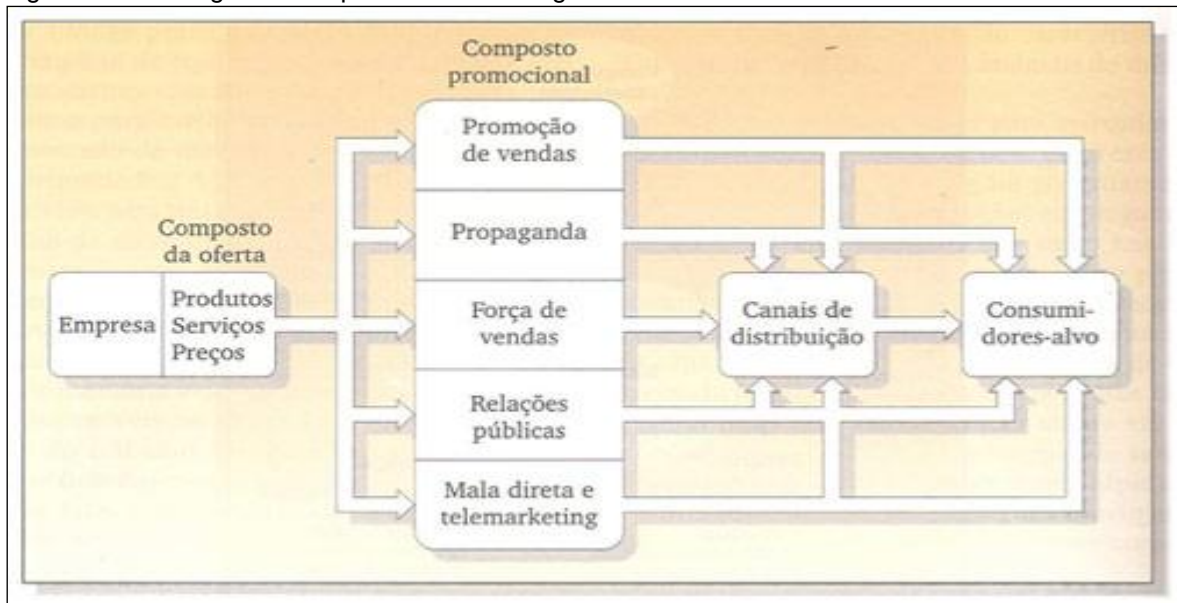 Composto
promocional
Promoção
de vendas
Propaganda
Composto
da oferta
Empresa
Produtos
Serviços
Preços
Força de
vendas
Canais de
distribuição
Consumi-
dores-alvo
Relações
públicas
Mala direta e
telemarketing